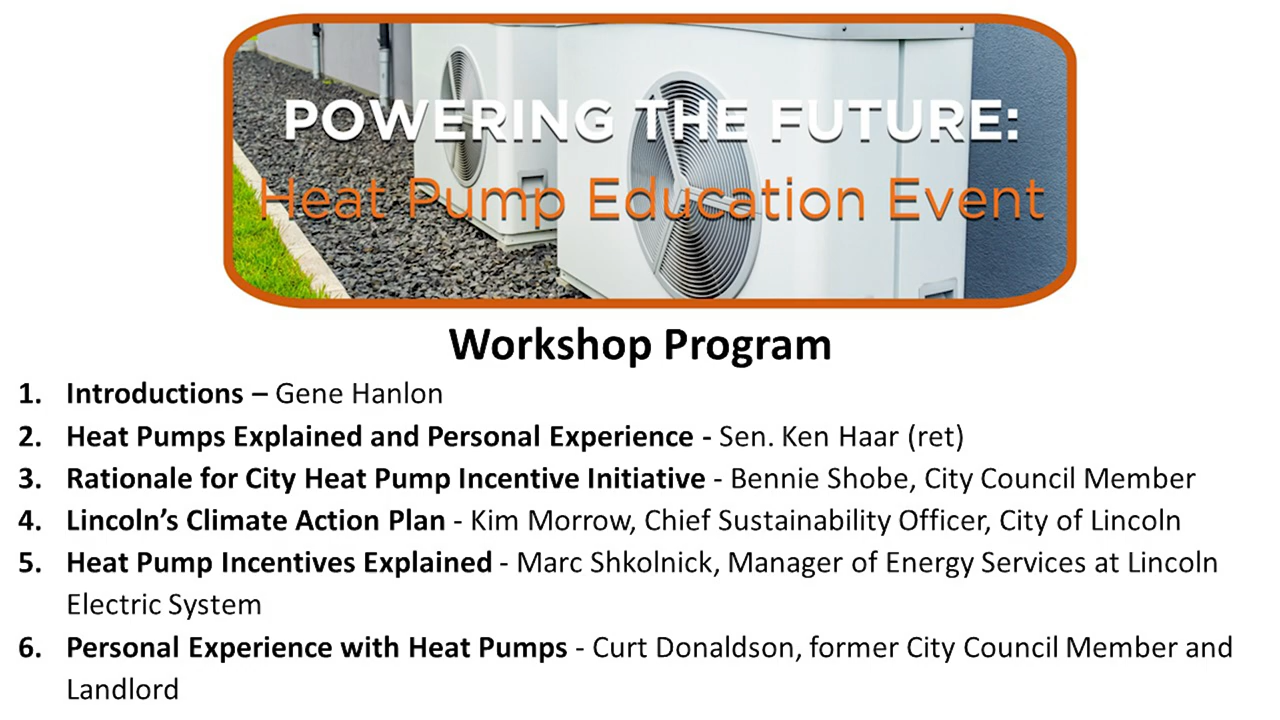 POWERING THE FUTURE:
Heat Pump Education Event
Workshop Program
1. Introductions – Gene Hanlon
2. Heat Pumps Explained and Personal Experience - Sen. Ken Haar (ret)
3. Rationale for City Heat Pump Incentive Initiative - Bennie Shobe, City Council Member
4. Lincoln’s Climate Action Plan - Kim Morrow, Chief Sustainability Officer, City of Lincoln
5. Heat Pump Incentives Explained - Marc Shkolnick, Manager of Energy Services at Lincoln
Electric System
6. Personal Experience with Heat Pumps - Curt Donaldson, former City Council Member and
Landlord